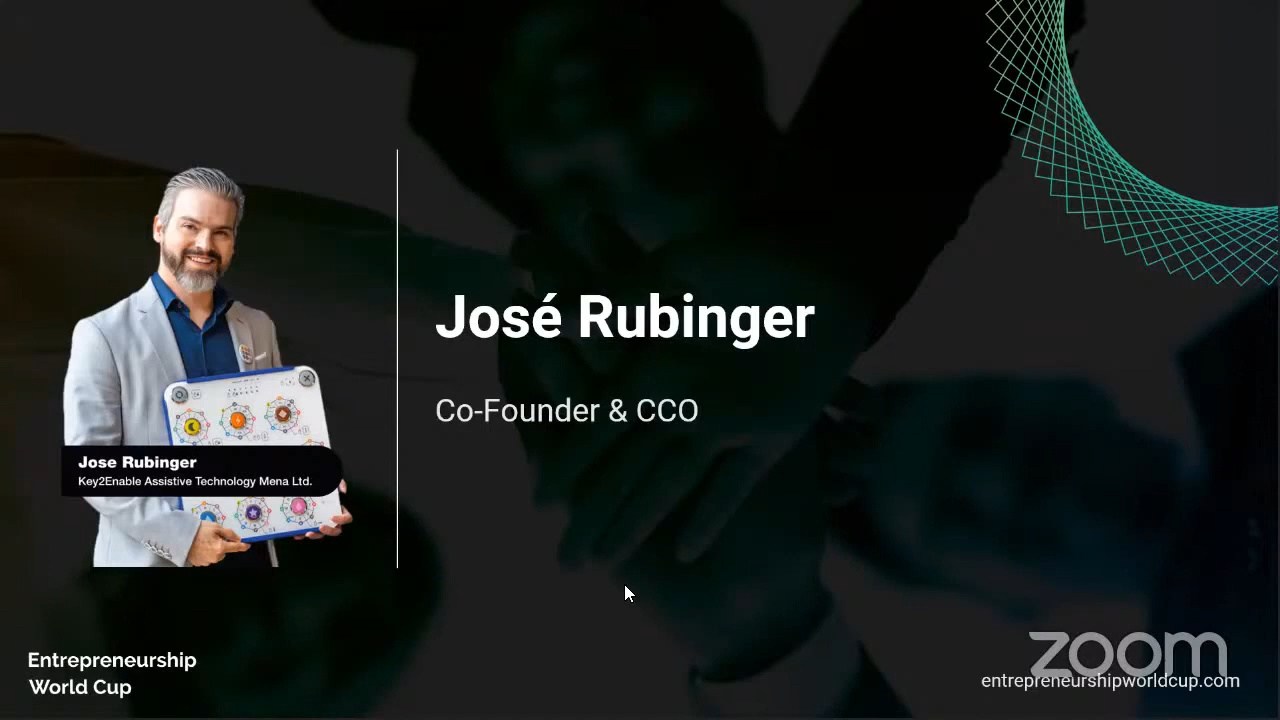 José Rubinger
Co-Founder & CCO
Jose Rubinger
Key2Enable Assistive Technology Mena Ltd.
Entrepreneurship
World Cup
zoom
entrepreneurshipworldcup.com